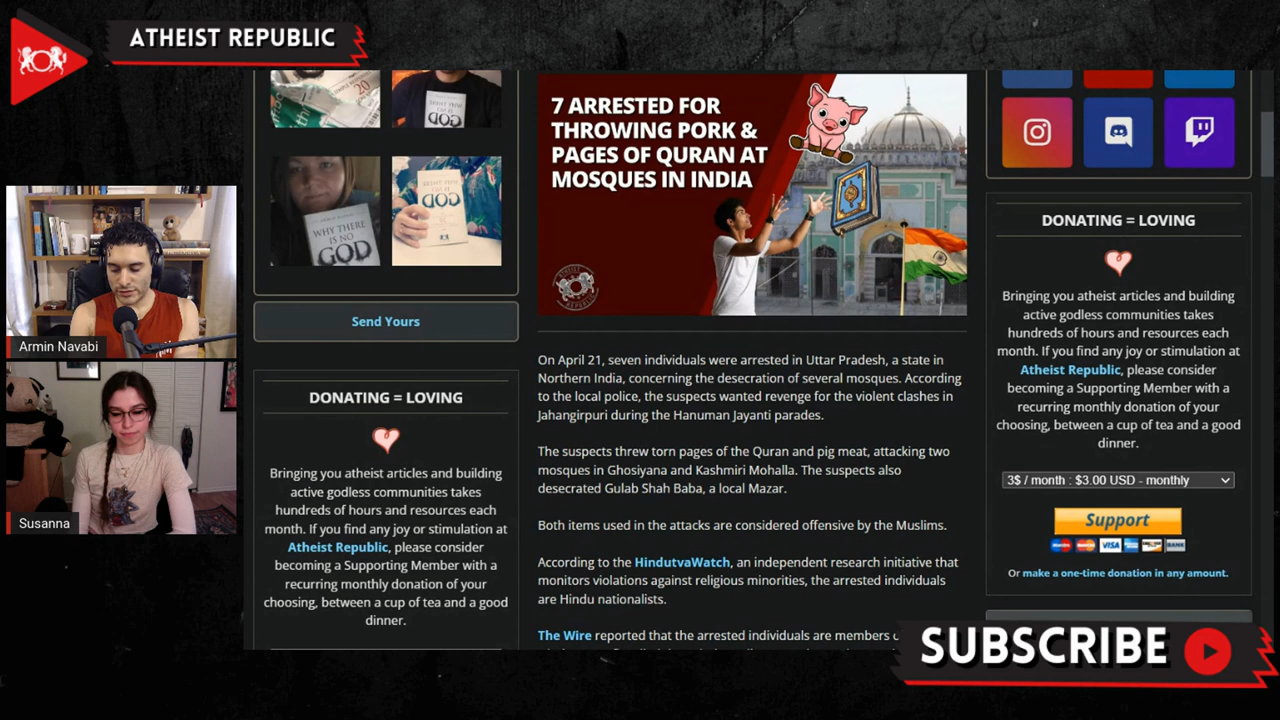 ATHEIST REPUBLIC
WHY THERE
IS NO
GOD
7 ARRESTED FOR
THROWING PORK &
PAGES OF QURAN AT
MOSQUES IN INDIA
ATHEIST
REPUBLIC
Armin Navabi
Susanna
Send Yours
DONATING = LOVING
Bringing you atheist articles and building
active godless communities takes
hundreds of hours and resources each
month. If you find any joy or stimulation at
Atheist Republic, please consider
becoming a Supporting Member with a
recurring monthly donation of your
choosing, between a cup of tea and a good
dinner.
On April 21, seven individuals were arrested in Uttar Pradesh, a state in
Northern India, concerning the desecration of several mosques. According
to the local police, the suspects wanted revenge for the violent clashes in
Jahangirpuri during the Hanuman Jayanti parades.
The suspects threw torn pages of the Quran and pig meat, attacking two
mosques in Ghosiyana and Kashmiri Mohalla. The suspects also
desecrated Gulab Shah Baba, a local Mazar.
Both items used in the attacks are considered offensive by the Muslims.
According to the HindutvaWatch, an independent research initiative that
monitors violations against religious minorities, the arrested individuals
are Hindu nationalists.
The Wire reported that the arrested individuals are members
DONATING = LOVING
Bringing you atheist articles and building
active godless communities takes
hundreds of hours and resources each
month. If you find any joy or stimulation at
Atheist Republic, please consider
becoming a Supporting Member with a
recurring monthly donation of your
choosing, between a cup of tea and a good
dinner.
3$ / month : $3.00 USD - monthly
Support
VISA
BANK
Or make a one-time donation in any amount.
SUBSCRIBE